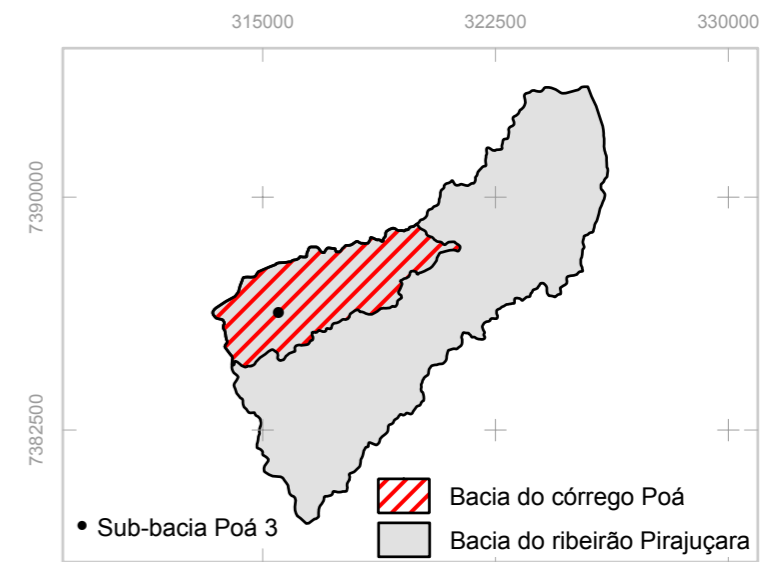 315000 322500 330000
7390000
7382500
Bacia do córrego Poá
• Sub-bacia Poá 3
Bacia do ribeirão Pirajuçara